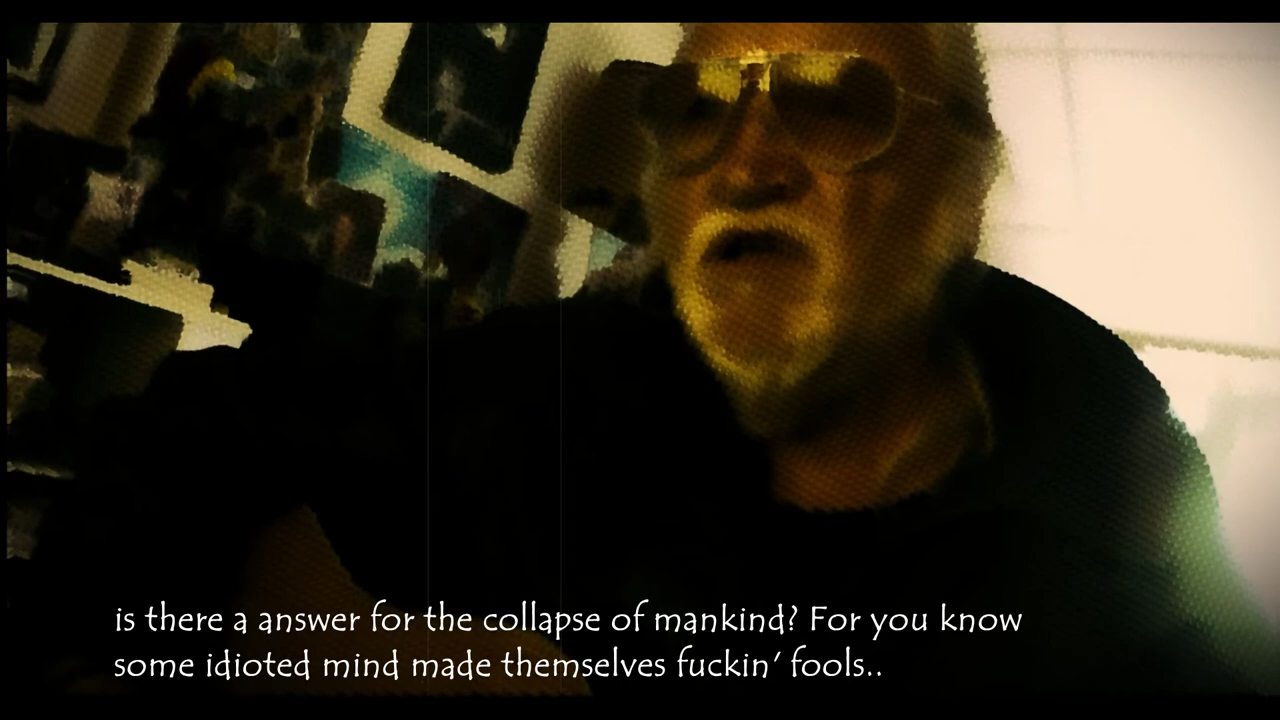 is there a answer for the collapse of mankind? For you know
some idioted mind made themselves fuckin' fools..